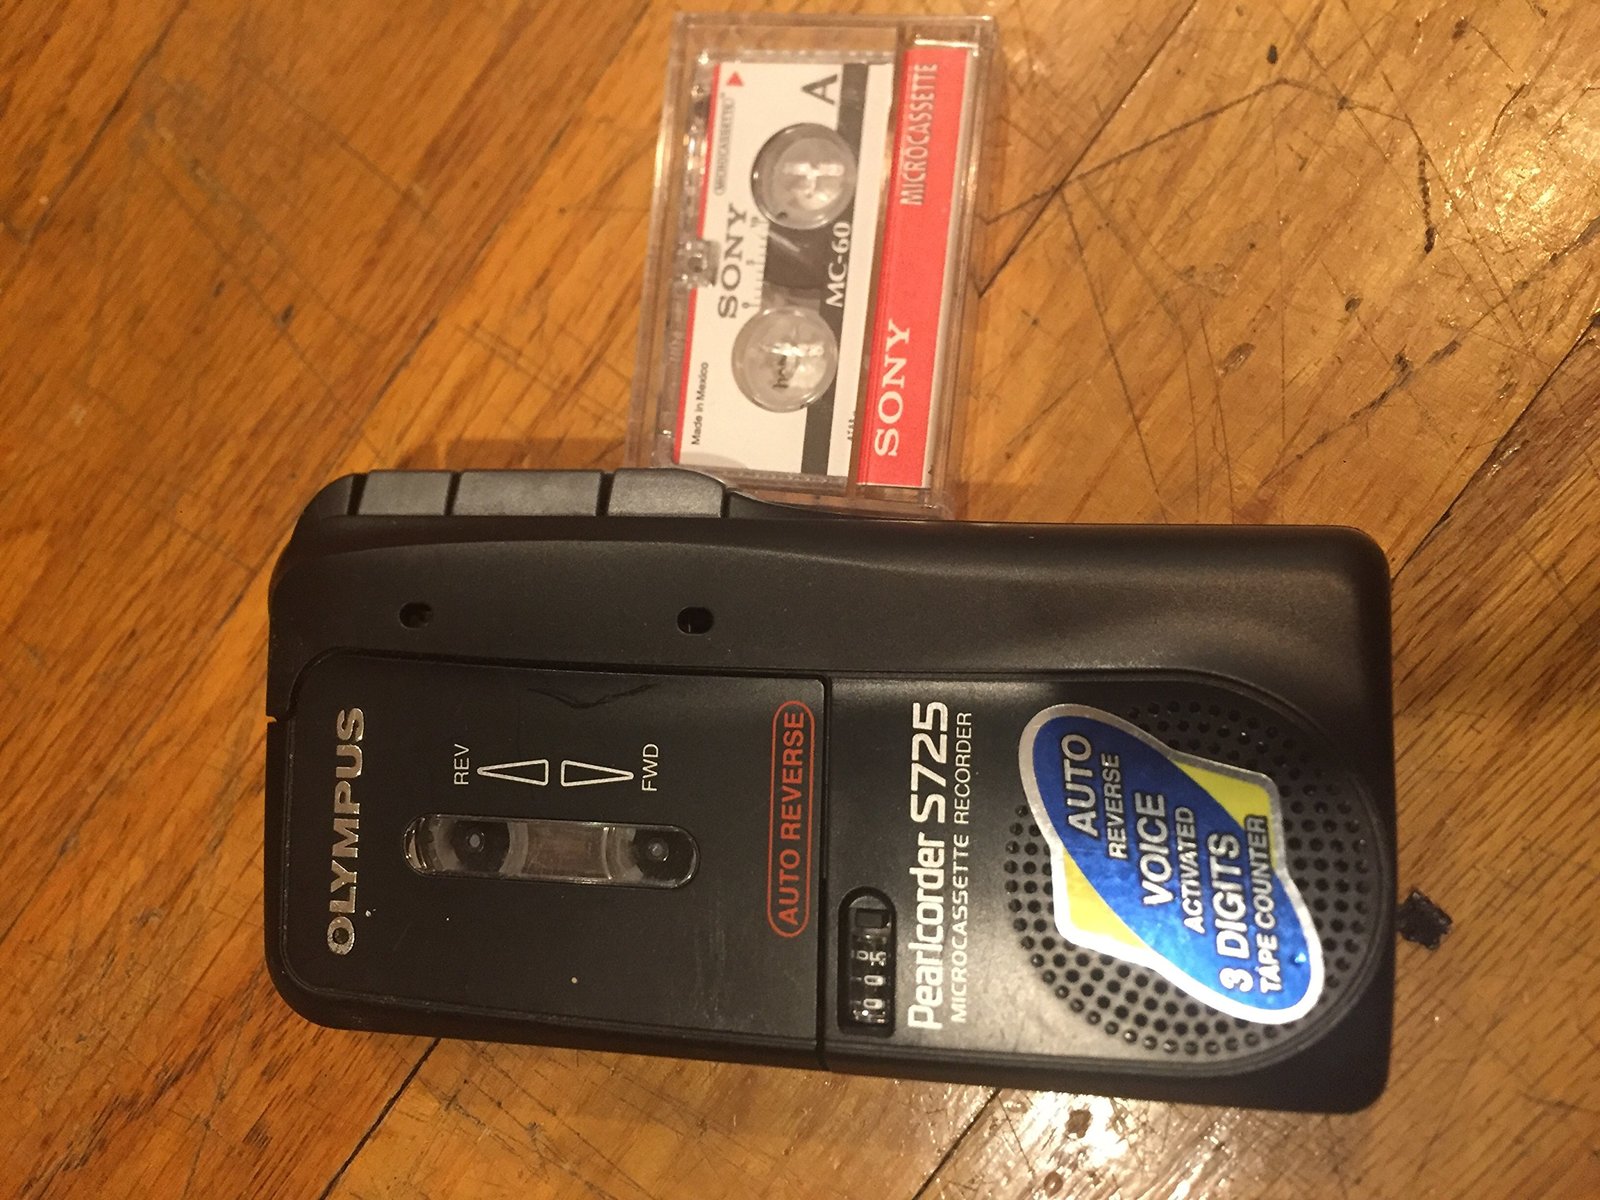 MICROCASSETTE
SONY
A
MICROCASSETTE
SONY
MC-60
Made in Mexico
OLYMPUS
REV
FWD
AUTO REVERSE
Pearlcorder S725
MICROCASSETTE RECORDER
AUTO
REVERSE
VOICE
ACTIVATED
3 DIGITS
TAPE COUNTER